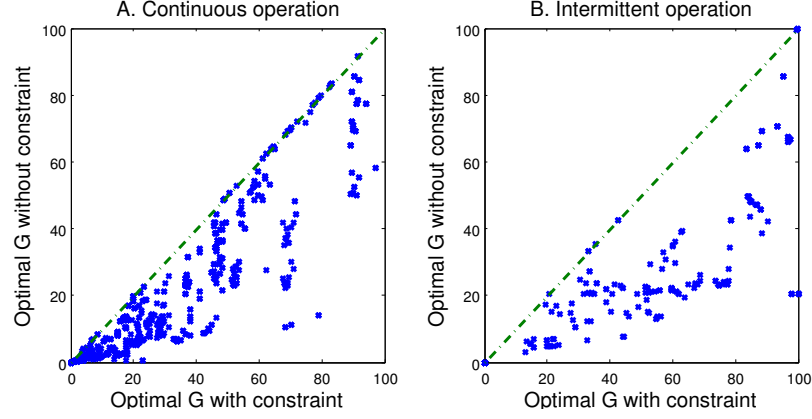 A. Continuous operation
100
80
60
40
20
0
0 20 40 60 80 100
Optimal G without constraint
Optimal G with constraint
B. Intermittent operation
100
80
60
40
20
0
0 20 40 60 80 100
Optimal G without constraint
Optimal G with constraint